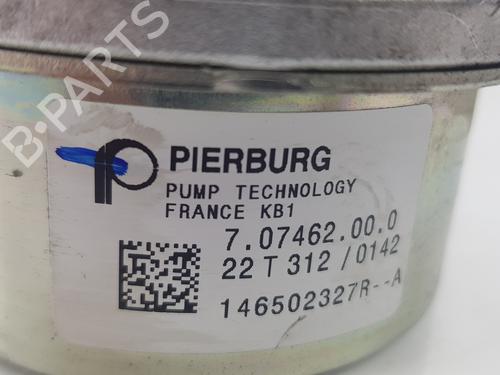 B-PARTS
PIERBURG
PUMP TECHNOLOGY
FRANCE KB1
7.07462.00.0
22 T 312 / 0142
146502327R--A